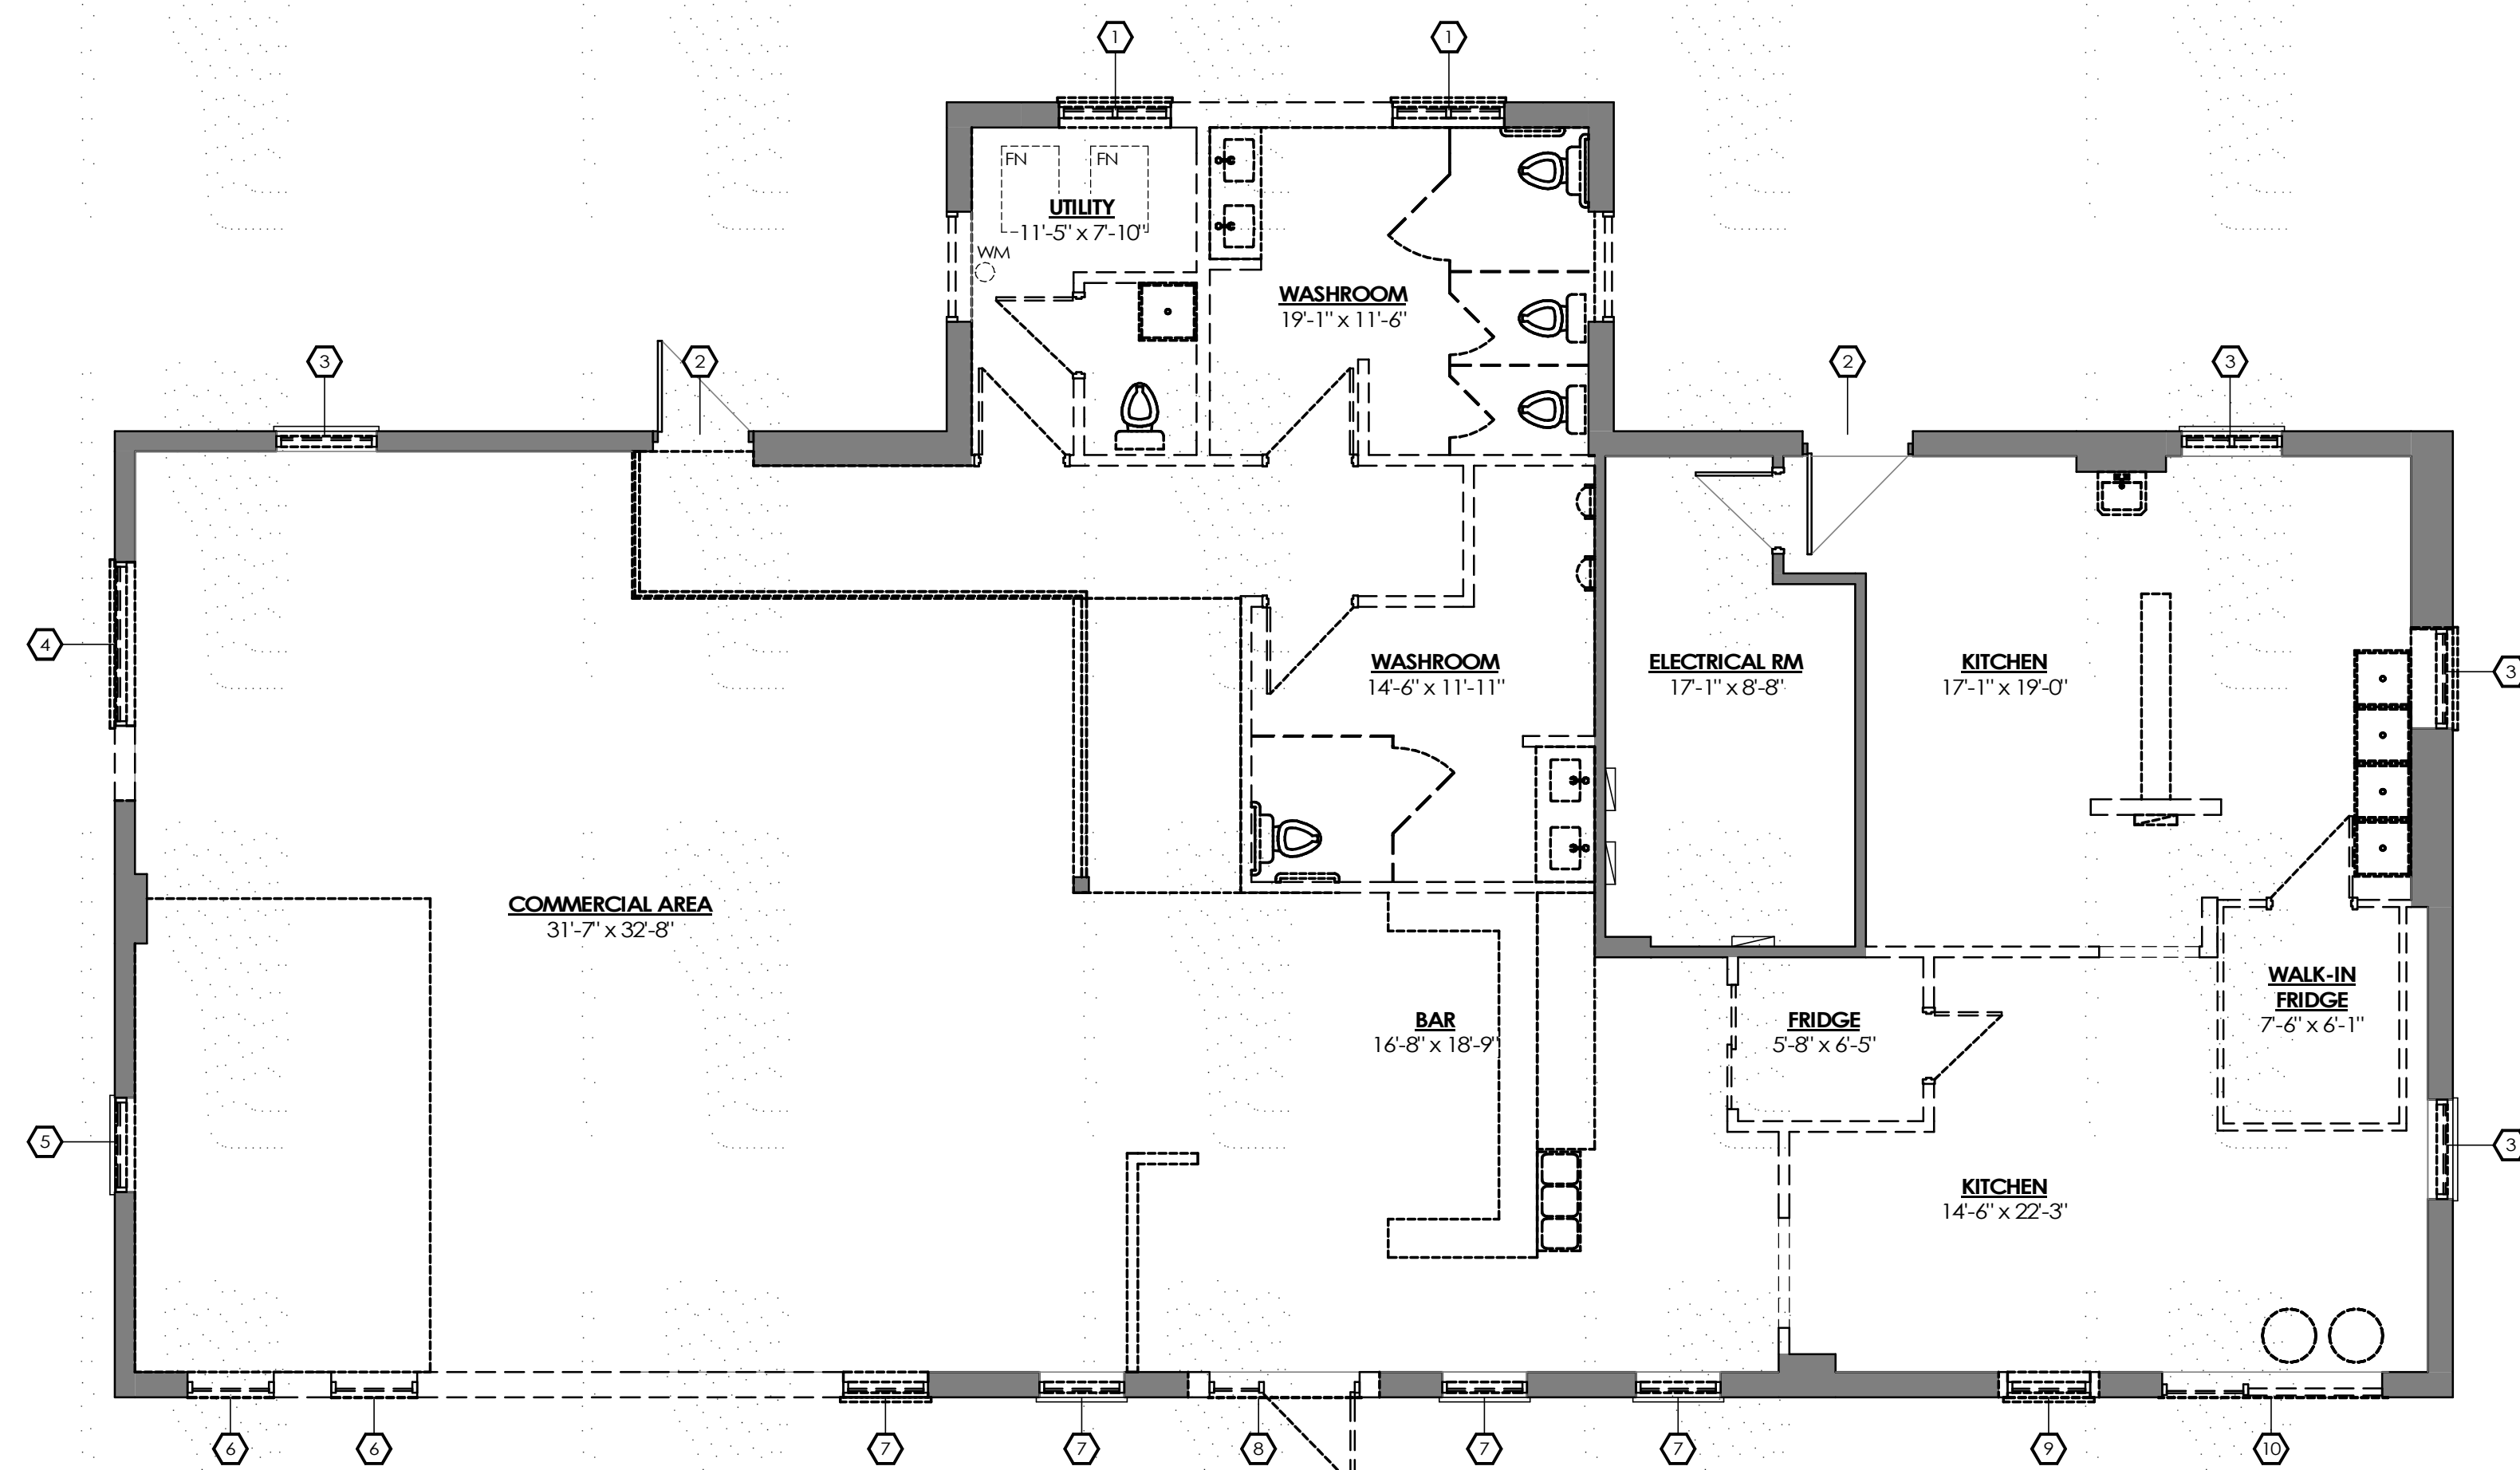 1
1
FN
FN
UTILITY
11'-5" x 7'-10"
WM
WASHROOM
19'-1" x 11'-6"
3
2
2
3
4
WASHROOM
14'-6" x 11'-11"
ELECTRICAL RM
17'-1" x 8'-8"
KITCHEN
17'-1" x 19'-0"
3
COMMERCIAL AREA
31'-7" x 32'-8"
BAR
16'-8" x 18'-9"
FRIDGE
5'-8" x 6'-5"
WALK-IN
FRIDGE
7'-6" x 6'-1"
5
3
KITCHEN
14'-6" x 22'-3"
6
6
7
7
8
7
7
9
10